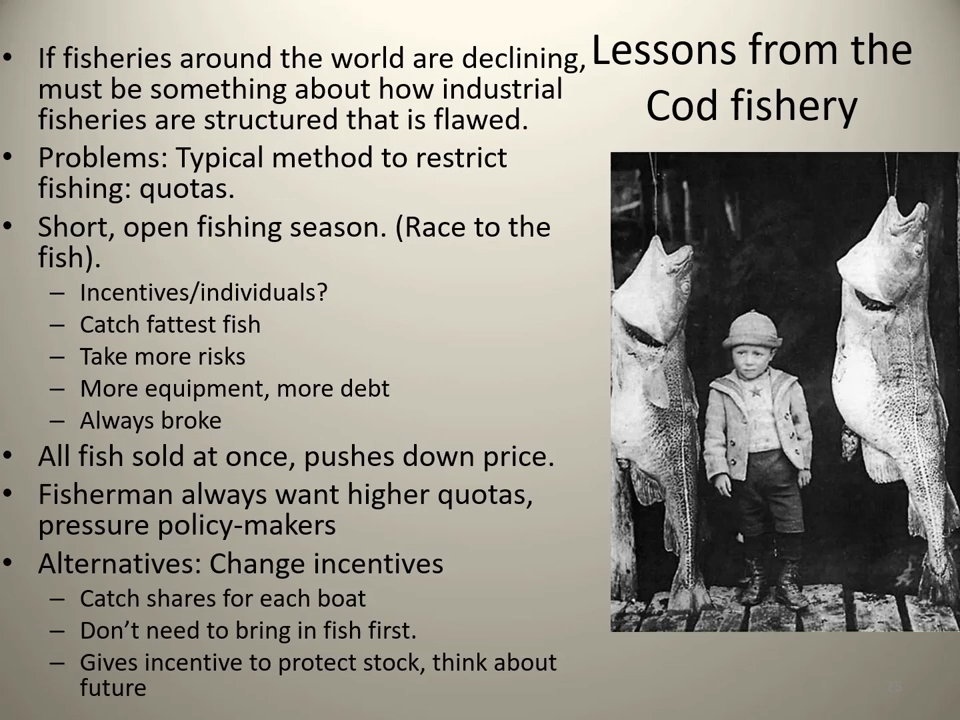 Lessons from the
Cod fishery
• If fisheries around the world are declining,
must be something about how industrial
fisheries are structured that is flawed.
• Problems: Typical method to restrict
fishing: quotas.
• Short, open fishing season. (Race to the
fish).
– Incentives/individuals?
– Catch fattest fish
– Take more risks
– More equipment, more debt
– Always broke
• All fish sold at once, pushes down price.
• Fisherman always want higher quotas,
pressure policy-makers
• Alternatives: Change incentives
– Catch shares for each boat
– Don’t need to bring in fish first.
– Gives incentive to protect stock, think about
future